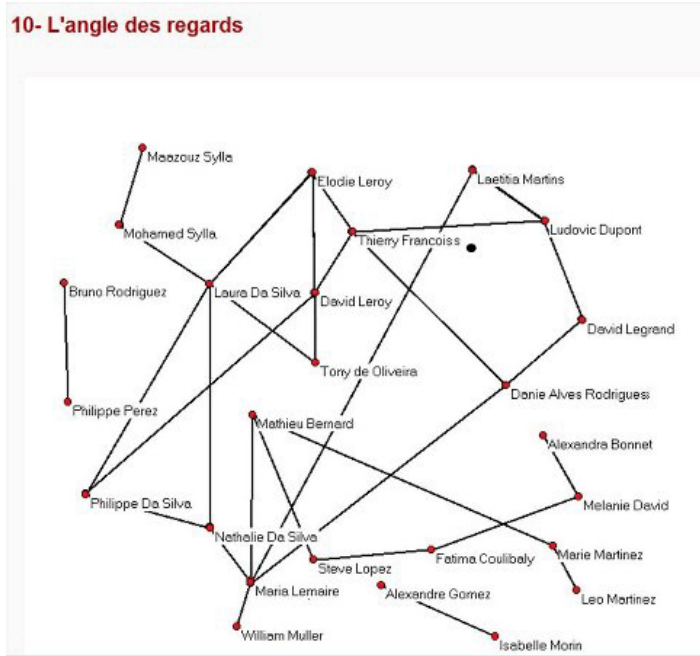 10- L'angle des regards
Maazouz Sylla
Elodie Leroy
Laetitia Martins
Mohamed Sylla
Thierry Francoiss
Ludovic Dupont
Bruno Rodriguez
Laura Da Silva
David Leroy
David Legrand
Tony de Oliveira
Danie Alves Rodriguess
Philippe Perez
Mathieu Bernard
Alexandra Bonnet
Philippe Da Silva
Melanie David
Nathalie Da Silva
Fatima Coulibaly
Marie Martinez
Steve Lopez
Maria Lemaire
Alexandre Gomez
Leo Martinez
William Muller
Isabelle Morin